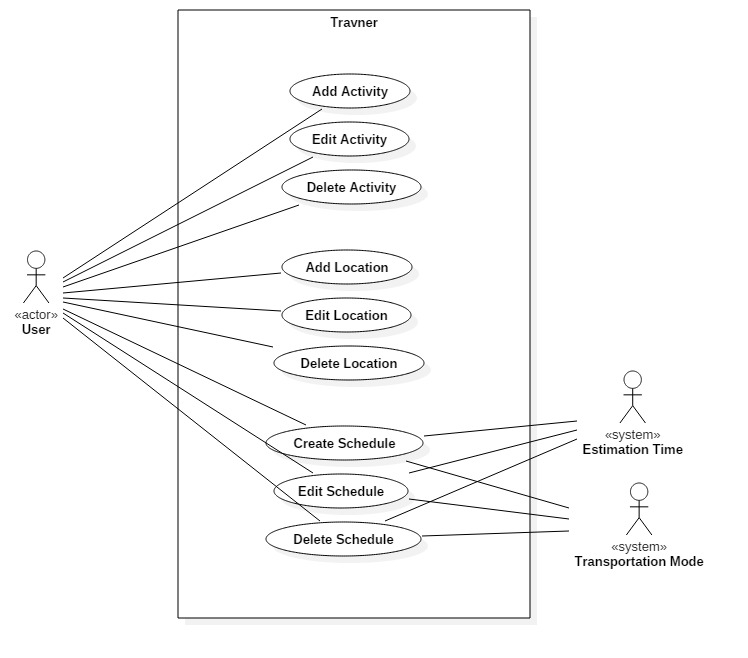 Travner
Add Activity
Edit Activity
Delete Activity
Add Location
Edit Location
Delete Location
Create Schedule
Edit Schedule
Delete Schedule
«actor»
User
«system»
Estimation Time
«system»
Transportation Mode